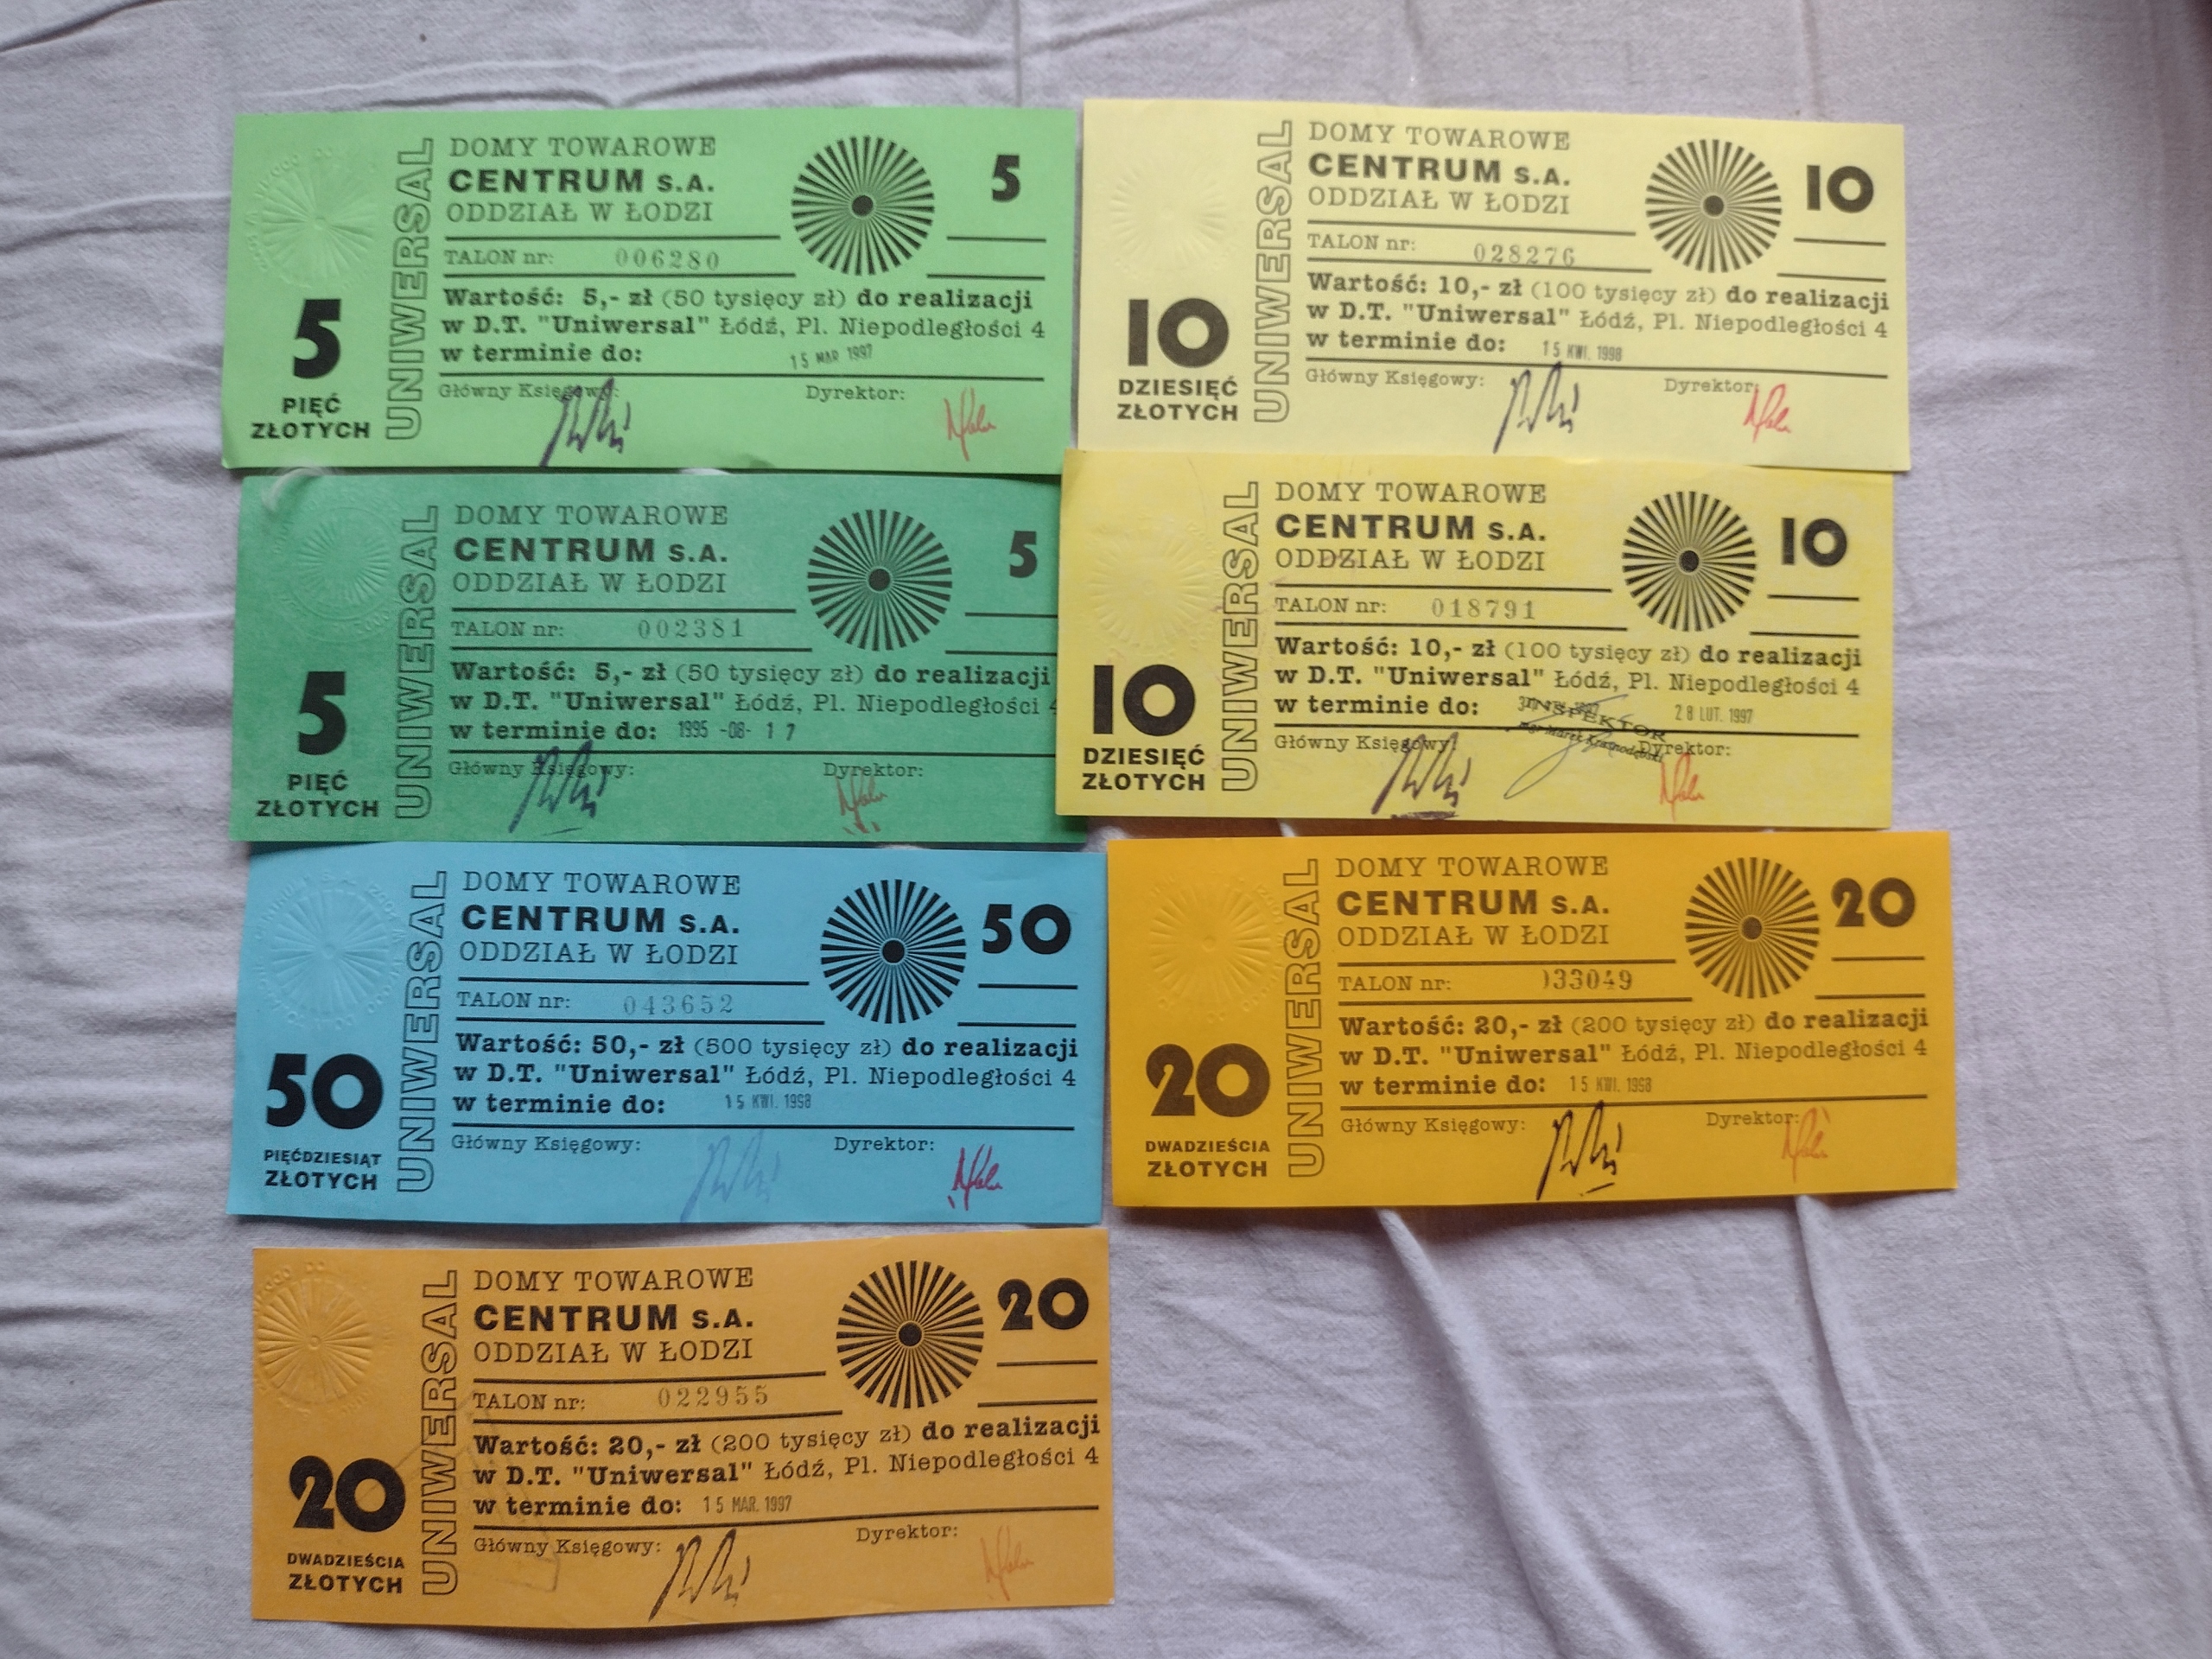 UNIWERSAL
DOMY TOWAROWE
CENTRUM S.A.
ODDZIAŁ W ŁODZI
5
TALON nr: 006280
Wartość: 5,- zł (50 tysięcy zł) do realizacji
w D.T. "Uniwersal" Łódź, Pl. Niepodległości 4
w terminie do: 15 MAR 1997
Główny Księgowy: Dyrektor:
5
PIĘĆ
ZŁOTYCH
UNIWERSAL
DOMY TOWAROWE
CENTRUM S.A.
ODDZIAŁ W ŁODZI
10
TALON nr: 028276
Wartość: 10,- zł (100 tysięcy zł) do realizacji
w D.T. "Uniwersal" Łódź, Pl. Niepodległości 4
w terminie do: 15 KWI. 1998
Główny Księgowy: Dyrektor:
10
DZIESIĘĆ
ZŁOTYCH
UNIWERSAL
DOMY TOWAROWE
CENTRUM S.A.
ODDZIAŁ W ŁODZI
5
TALON nr: 002381
Wartość: 5,- zł (50 tysięcy zł) do realizacji
w D.T. "Uniwersal" Łódź, Pl. Niepodległości 4
w terminie do: 1995 -08- 17
Główny Księgowy: Dyrektor:
5
PIĘĆ
ZŁOTYCH
UNIWERSAL
DOMY TOWAROWE
CENTRUM S.A.
ODDZIAŁ W ŁODZI
10
TALON nr: 018791
Wartość: 10,- zł (100 tysięcy zł) do realizacji
w D.T. "Uniwersal" Łódź, Pl. Niepodległości 4
w terminie do: 28 LUT. 1997
INSPEKTOR
mgr Marek
Główny Księgowy: Dyrektor:
10
DZIESIĘĆ
ZŁOTYCH
UNIWERSAL
DOMY TOWAROWE
CENTRUM S.A.
ODDZIAŁ W ŁODZI
50
TALON nr: 043652
Wartość: 50,- zł (500 tysięcy zł) do realizacji
w D.T. "Uniwersal" Łódź, Pl. Niepodległości 4
w terminie do: 15 KWI. 1998
Główny Księgowy: Dyrektor:
50
PIĘĆDZIESIĄT
ZŁOTYCH
UNIWERSAL
DOMY TOWAROWE
CENTRUM S.A.
ODDZIAŁ W ŁODZI
20
TALON nr: 033049
Wartość: 20,- zł (200 tysięcy zł) do realizacji
w D.T. "Uniwersal" Łódź, Pl. Niepodległości 4
w terminie do: 15 KWI. 1998
Główny Księgowy: Dyrektor:
20
DWADZIEŚCIA
ZŁOTYCH
UNIWERSAL
DOMY TOWAROWE
CENTRUM S.A.
ODDZIAŁ W ŁODZI
20
TALON nr: 022955
Wartość: 20,- zł (200 tysięcy zł) do realizacji
w D.T. "Uniwersal" Łódź, Pl. Niepodległości 4
w terminie do: 15 MAR. 1997
Główny Księgowy: Dyrektor:
20
DWADZIEŚCIA
ZŁOTYCH